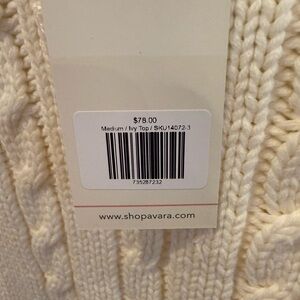 $78.00
Medium / Ivy Top / SKU14072-3
735287232
www.shopavara.com